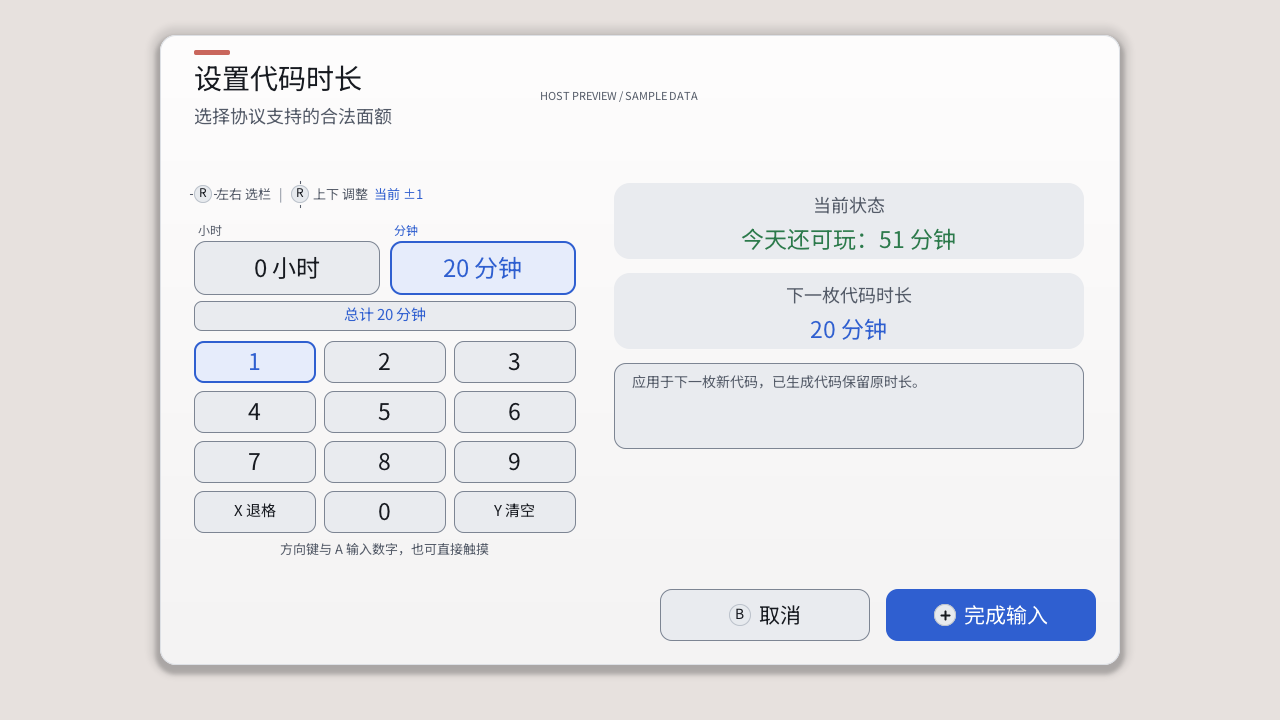 设置代码时长
选择协议支持的合法面额
HOST PREVIEW / SAMPLE DATA
R 左右 选栏 | R 上下 调整 当前 ±1
小时
分钟
0 小时
20 分钟
总计 20 分钟
1
2
3
4
5
6
7
8
9
X 退格
0
Y 清空
方向键与 A 输入数字，也可直接触摸
当前状态
今天还可玩：51 分钟
下一枚代码时长
20 分钟
应用于下一枚新代码，已生成代码保留原时长。
B 取消
+ 完成输入